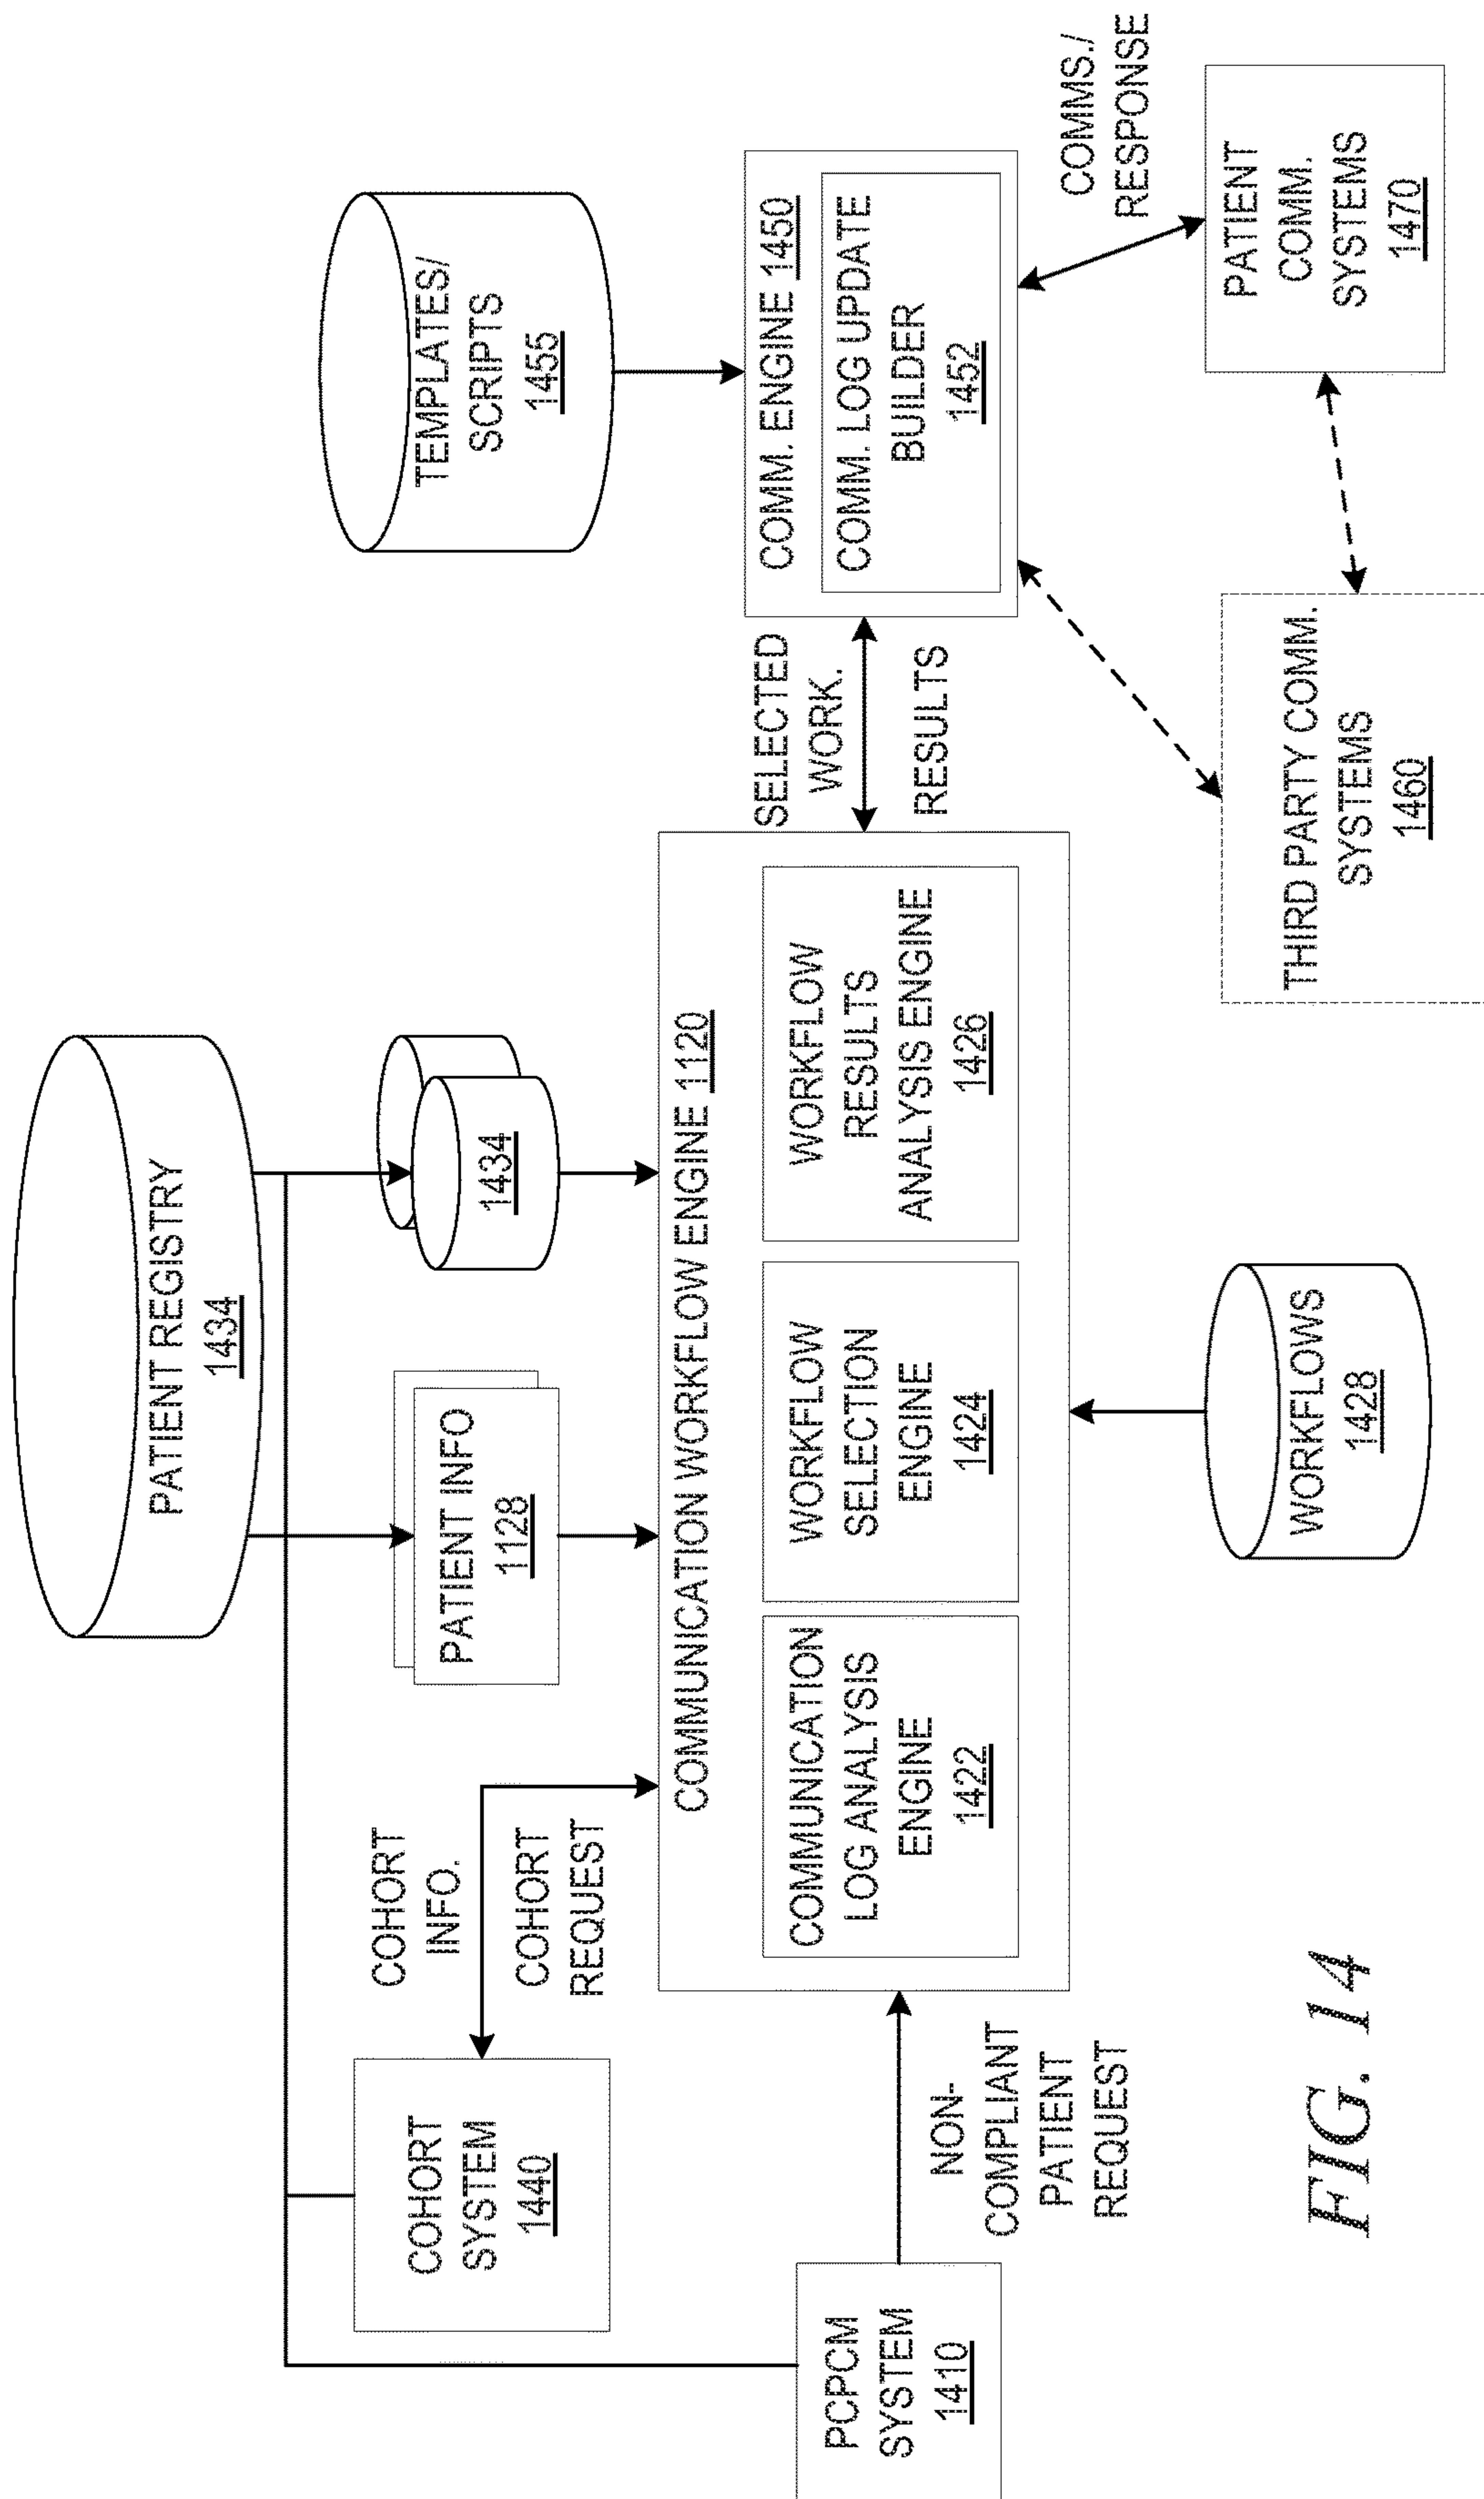 PATIENT REGISTRY
1434
COHORT
SYSTEM
1440
COHORT
INFO.
COHORT
REQUEST
PATIENT INFO
1128
1434
TEMPLATES/
SCRIPTS
1455
PCPCM
SYSTEM
1410
NON-
COMPLIANT
PATIENT
REQUEST
COMMUNICATION WORKFLOW ENGINE 1120
COMMUNICATION
LOG ANALYSIS
ENGINE
1422
WORKFLOW
SELECTION
ENGINE
1424
WORKFLOW
RESULTS
ANALYSIS ENGINE
1426
SELECTED
WORK.
RESULTS
COMM. ENGINE 1450
COMM. LOG UPDATE
BUILDER
1452
COMMS./
RESPONSE
WORKFLOWS
1428
THIRD PARTY COMM.
SYSTEMS
1460
PATIENT
COMM.
SYSTEMS
1470
FIG. 14